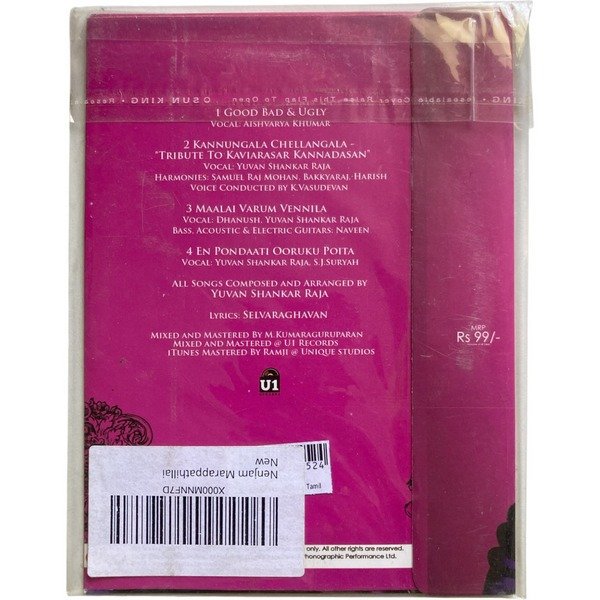 KING • Resealable Cover • Raise This Flap To Open • OSUN KING • Reseal
1 GOOD BAD & UGLY
VOCAL: AISHVARYA KHUMAR
2 KANNUNGALA CHELLANGALA -
"TRIBUTE TO KAVIARASAR KANNADASAN"
VOCAL: YUVAN SHANKAR RAJA
HARMONIES: SAMUEL RAJ MOHAN, BAKKYARAJ, HARISH
VOICE CONDUCTED BY K.VASUDEVAN
3 MAALAI VARUM VENNILA
VOCAL: DHANUSH, YUVAN SHANKAR RAJA
BASS, ACOUSTIC & ELECTRIC GUITARS: NAVEEN
4 EN PONDAATI OORUKU POITA
VOCAL: YUVAN SHANKAR RAJA, S.J.SURYAH
ALL SONGS COMPOSED AND ARRANGED BY
YUVAN SHANKAR RAJA
LYRICS: SELVARAGHAVAN
MIXED AND MASTERED BY M.KUMARAGURUPARAN
MIXED AND MASTERED @ U1 RECORDS
ITUNES MASTERED BY RAMJI @ UNIQUE STUDIOS
MRP
Rs 99/-
U1
524
Tamil
X000MNNF7D
Nenjam Marappathillai
New
only. All other rights are reserved.
honographic Performance Ltd.